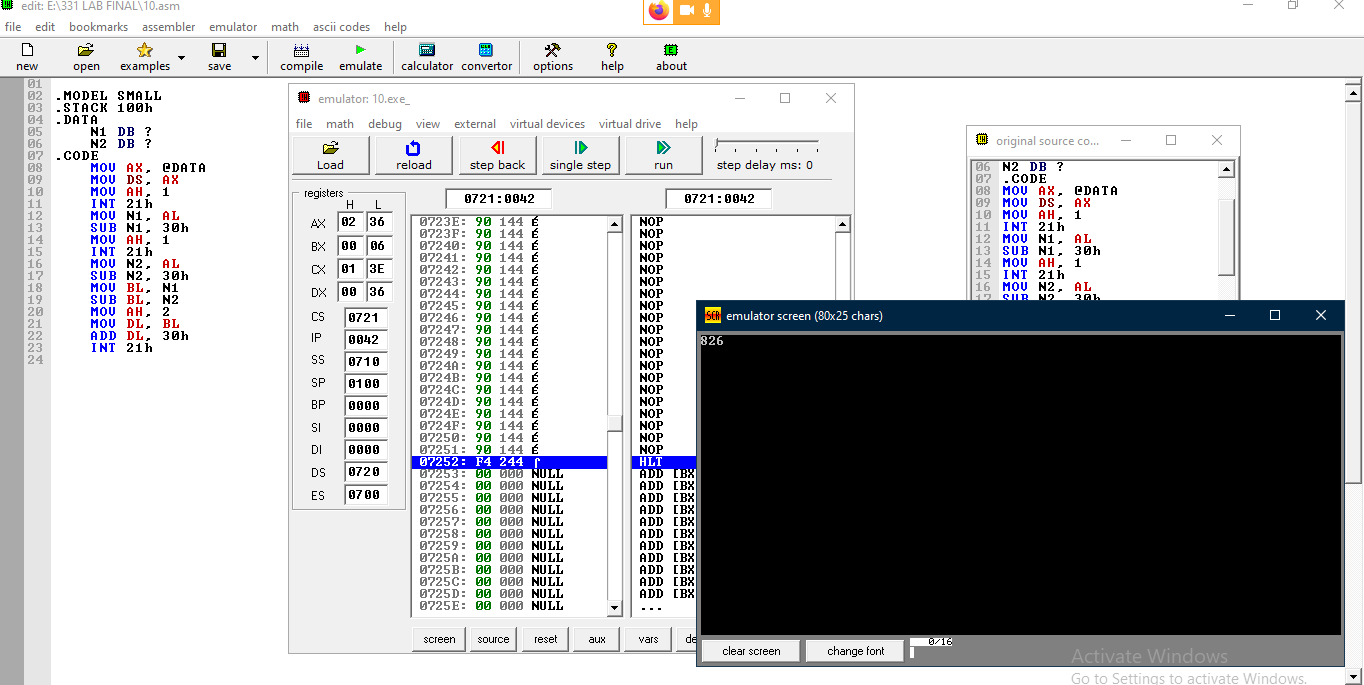 edit: E:\331 LAB FINAL\10.asm
file edit bookmarks assembler emulator math ascii codes help
new open examples save compile emulate calculator convertor options help about
01
02 .MODEL SMALL
03 .STACK 100h
04 .DATA
05 N1 DB ?
06 N2 DB ?
07 .CODE
08 MOV AX, @DATA
09 MOV DS, AX
10 MOV AH, 1
11 INT 21h
12 MOV N1, AL
13 SUB N1, 30h
14 MOV AH, 1
15 INT 21h
16 MOV N2, AL
17 SUB N2, 30h
18 MOV BL, N1
19 SUB BL, N2
20 MOV AH, 2
21 MOV DL, BL
22 ADD DL, 30h
23 INT 21h
24
emulator: 10.exe_
file math debug view external virtual devices virtual drive help
Load reload step back single step run step delay ms: 0
registers
H L
AX 02 36
BX 00 06
CX 01 3E
DX 00 36
CS 0721
IP 0042
SS 0710
SP 0100
BP 0000
SI 0000
DI 0000
DS 0720
ES 0700
0721:0042 0721:0042
0723E: 90 144 É NOP
0723F: 90 144 É NOP
07240: 90 144 É NOP
07241: 90 144 É NOP
07242: 90 144 É NOP
07243: 90 144 É NOP
07244: 90 144 É NOP
07245: 90 144 É NOP
07246: 90 144 É NOP
07247: 90 144 É NOP
07248: 90 144 É NOP
07249: 90 144 É NOP
0724A: 90 144 É NOP
0724B: 90 144 É NOP
0724C: 90 144 É NOP
0724D: 90 144 É NOP
0724E: 90 144 É NOP
0724F: 90 144 É NOP
07250: 90 144 É NOP
07251: 90 144 É NOP
07252: F4 244 ⌠ HLT
07253: 00 000 NULL ADD [BX
07254: 00 000 NULL ADD [BX
07255: 00 000 NULL ADD [BX
07256: 00 000 NULL ADD [BX
07257: 00 000 NULL ADD [BX
07258: 00 000 NULL ADD [BX
07259: 00 000 NULL ADD [BX
0725A: 00 000 NULL ADD [BX
0725B: 00 000 NULL ADD [BX
0725C: 00 000 NULL ADD [BX
0725D: 00 000 NULL ADD [BX
0725E: 00 000 NULL ...
screen source reset aux vars de
original source co...
06 N2 DB ?
07 .CODE
08 MOV AX, @DATA
09 MOV DS, AX
10 MOV AH, 1
11 INT 21h
12 MOV N1, AL
13 SUB N1, 30h
14 MOV AH, 1
15 INT 21h
16 MOV N2, AL
17 SUB N2, 30h
SCR emulator screen (80x25 chars)
826
clear screen change font 0/16
Activate Windows
Go to Settings to activate Windows.